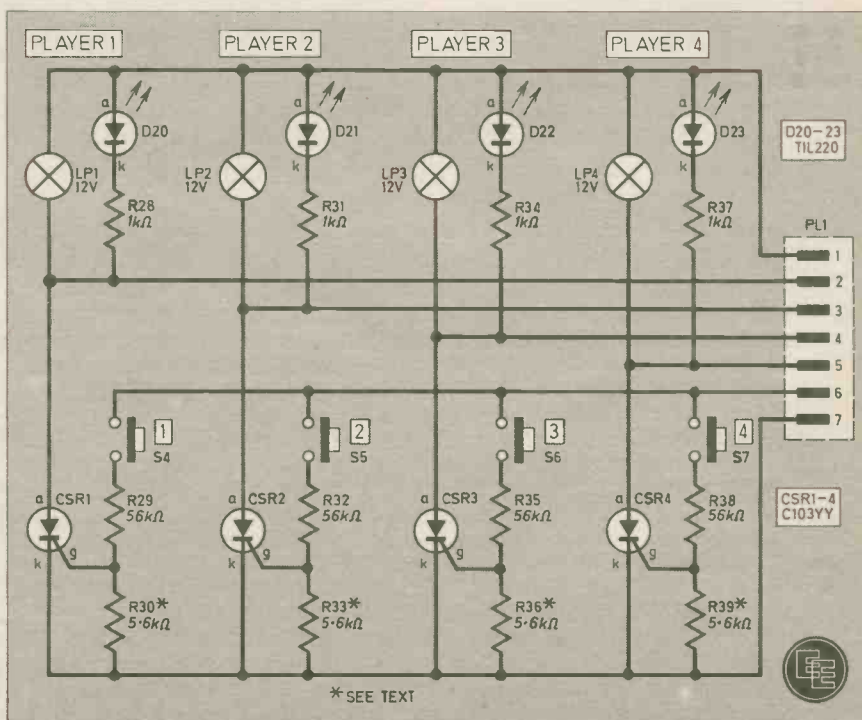 PLAYER 1 PLAYER 2 PLAYER 3 PLAYER 4
a a a a
D20 D21 D22 D23
k k k k
D20-23
TIL220
LP1 LP2 LP3 LP4
12V 12V 12V 12V
R28 R31 R34 R37
1kΩ 1kΩ 1kΩ 1kΩ
PL1
1
2
3
4
5
6
7
1 2 3 4
S4 S5 S6 S7
a CSR1 a CSR2 a CSR3 a CSR4
R29 R32 R35 R38
56kΩ 56kΩ 56kΩ 56kΩ
CSR1-4
C103YY
g g g g
k k k k
R30* R33* R36* R39*
5·6kΩ 5·6kΩ 5·6kΩ 5·6kΩ
*SEE TEXT